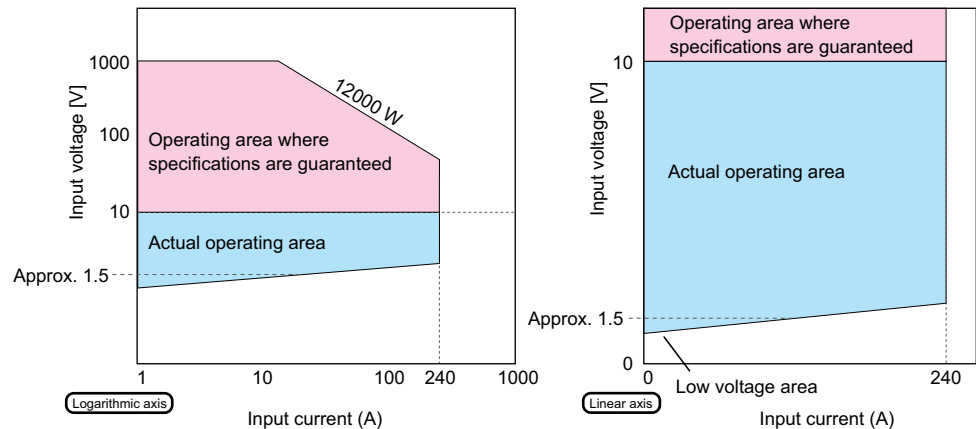 Input voltage [V]
1000
100
10
Approx. 1.5
12000 W
Operating area where
specifications are guaranteed
Actual operating area
1
10
100
240
1000
Logarithmic axis
Input current (A)
Input voltage [V]
10
Approx. 1.5
0
Operating area where
specifications are guaranteed
Actual operating area
0
Low voltage area
240
Linear axis
Input current (A)